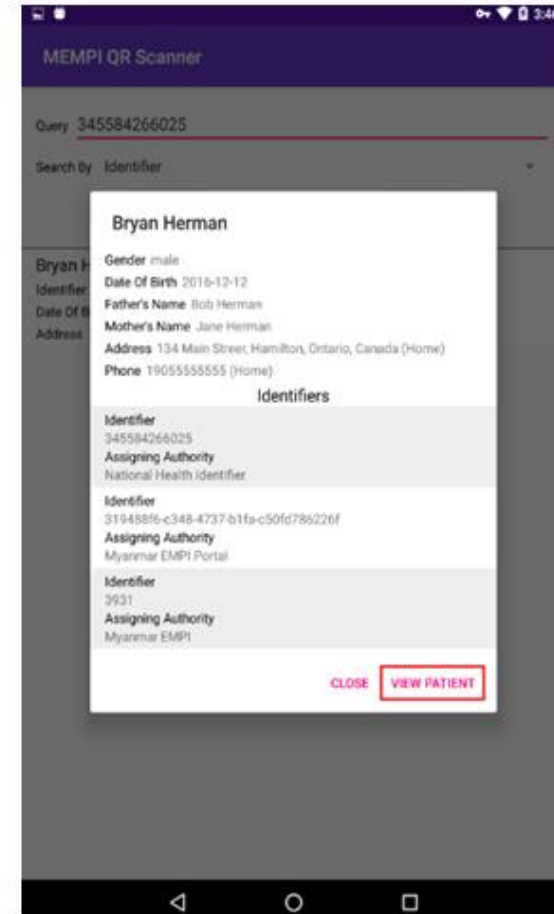 3:46
MEMPI QR Scanner
Query 345584266025
Search By Identifier
Bryan Herman
Gender male
Date Of Birth 2016-12-12
Father's Name Bob Herman
Mother's Name Jane Herman
Address 134 Main Streer, Hamilton, Ontario, Canada (Home)
Phone 19055555555 (Home)
Identifiers
Identifier
345584266025
Assigning Authority
National Health Identifier
Identifier
319488f6-c348-4737-b1fa-c50fd786226f
Assigning Authority
Myanmar EMPI Portal
Identifier
3931
Assigning Authority
Myanmar EMPI
CLOSE VIEW PATIENT
Bryan H
Identifier
Date Of B
Address